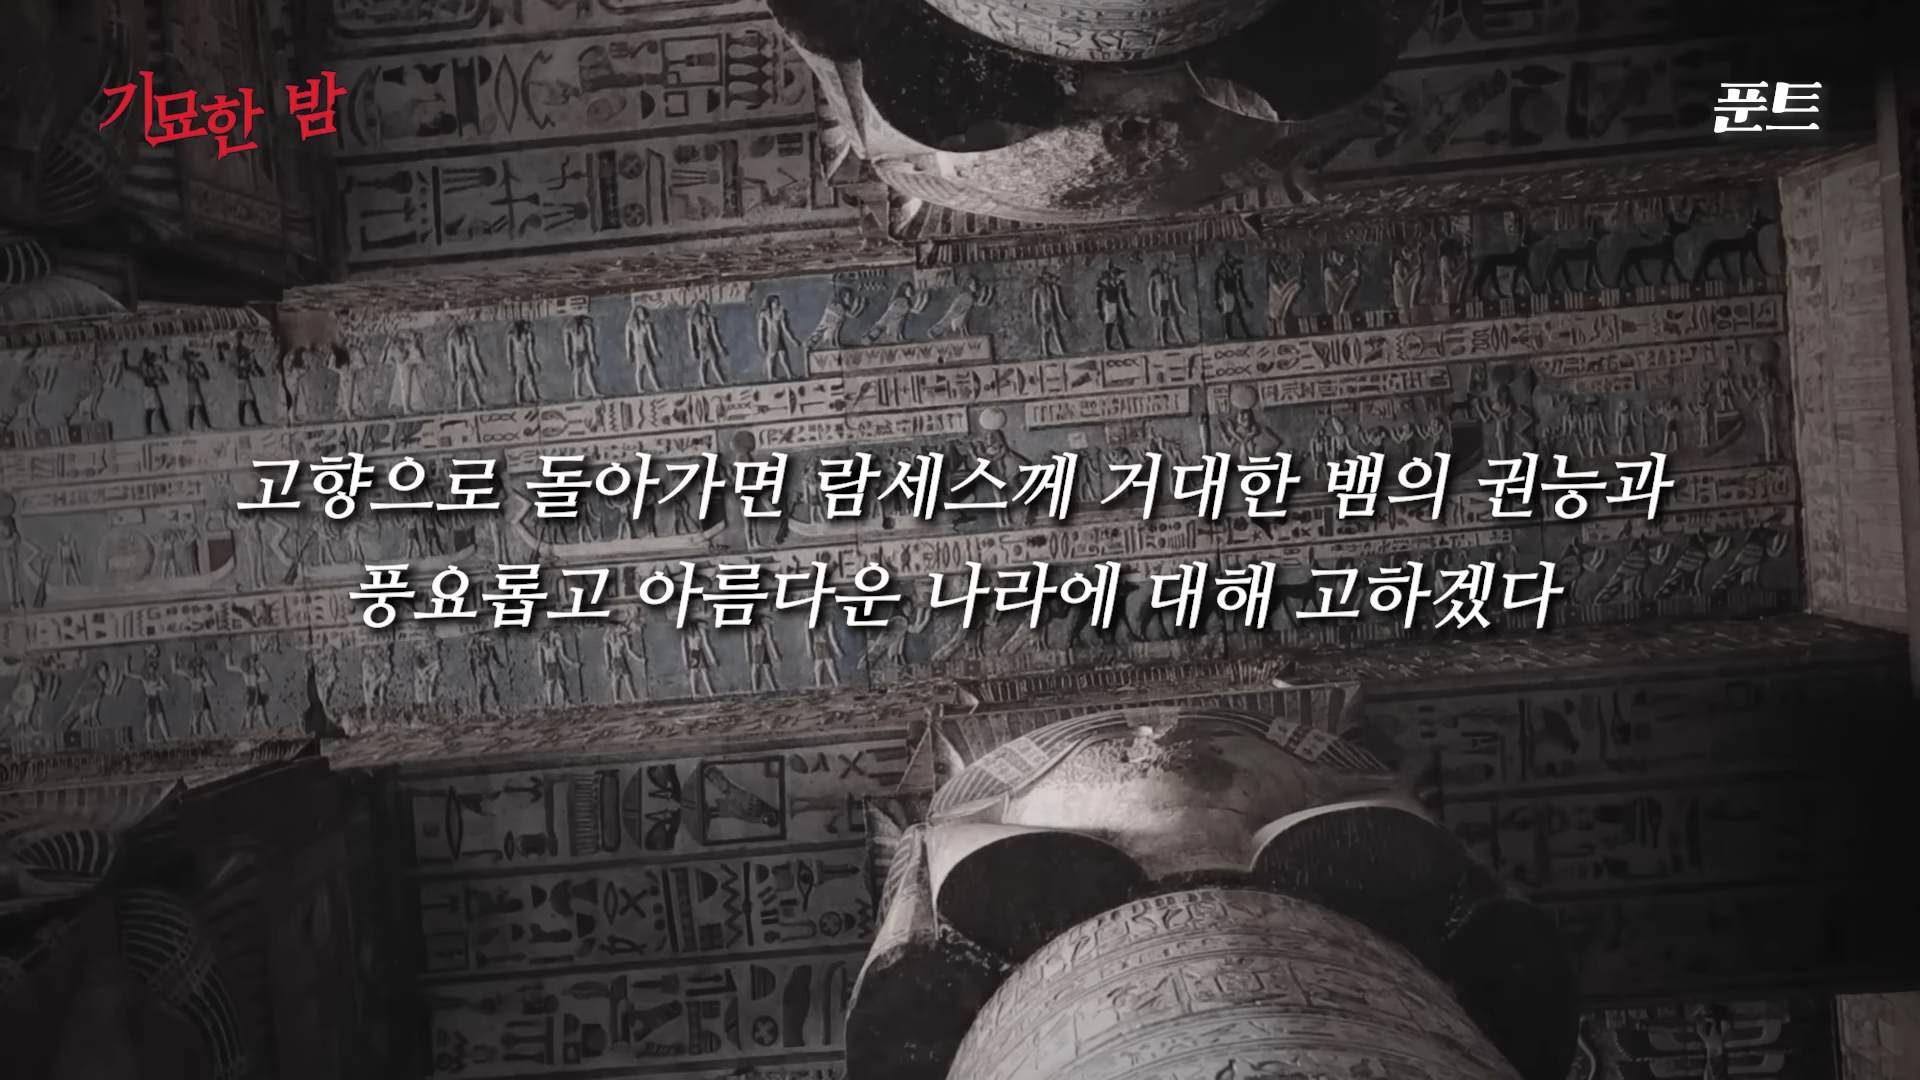 기묘한 밤
푼트
고향으로 돌아가면 람세스께 거대한 뱀의 권능과
풍요롭고 아름다운 나라에 대해 고하겠다